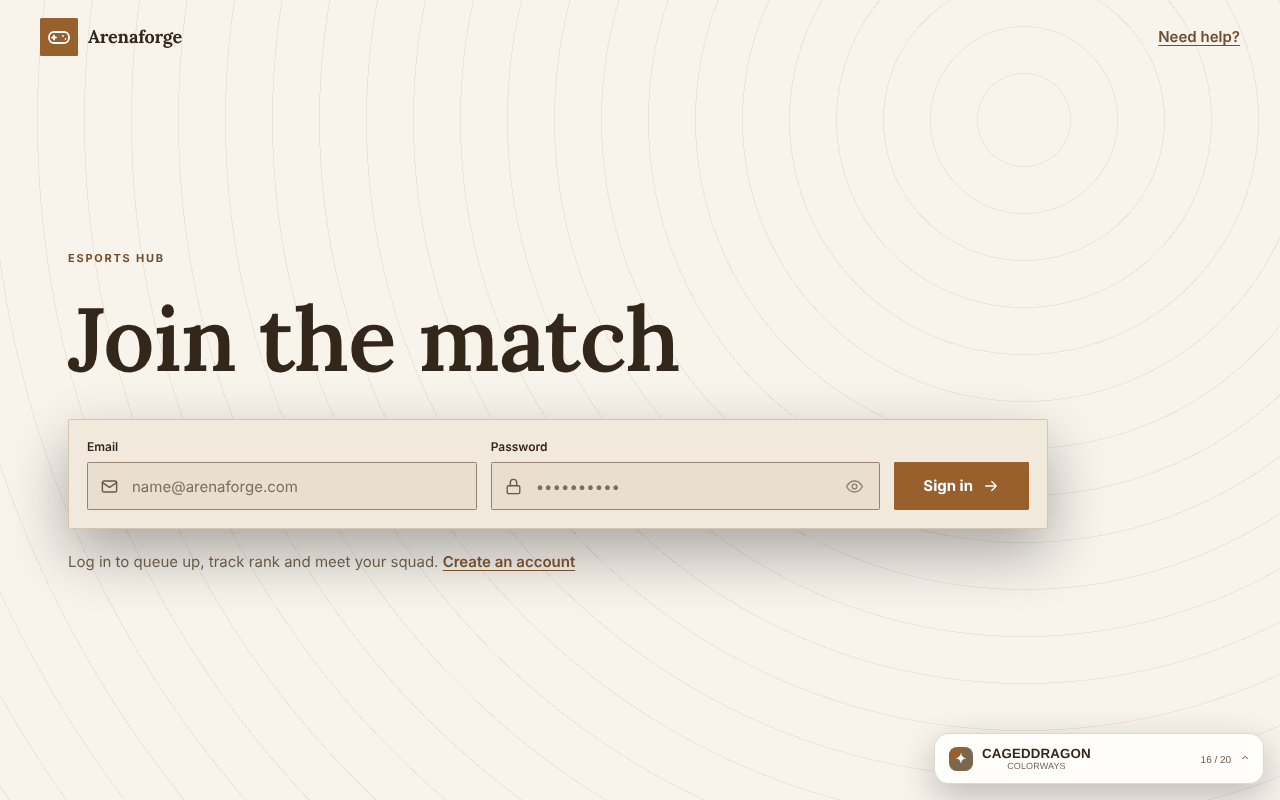 Arenaforge
Need help?
ESPORTS HUB
Join the match
Email
Password
name@arenaforge.com
••••••••••
Sign in →
Log in to queue up, track rank and meet your squad. Create an account
CAGEDDRAGON
COLORWAYS
16 / 20